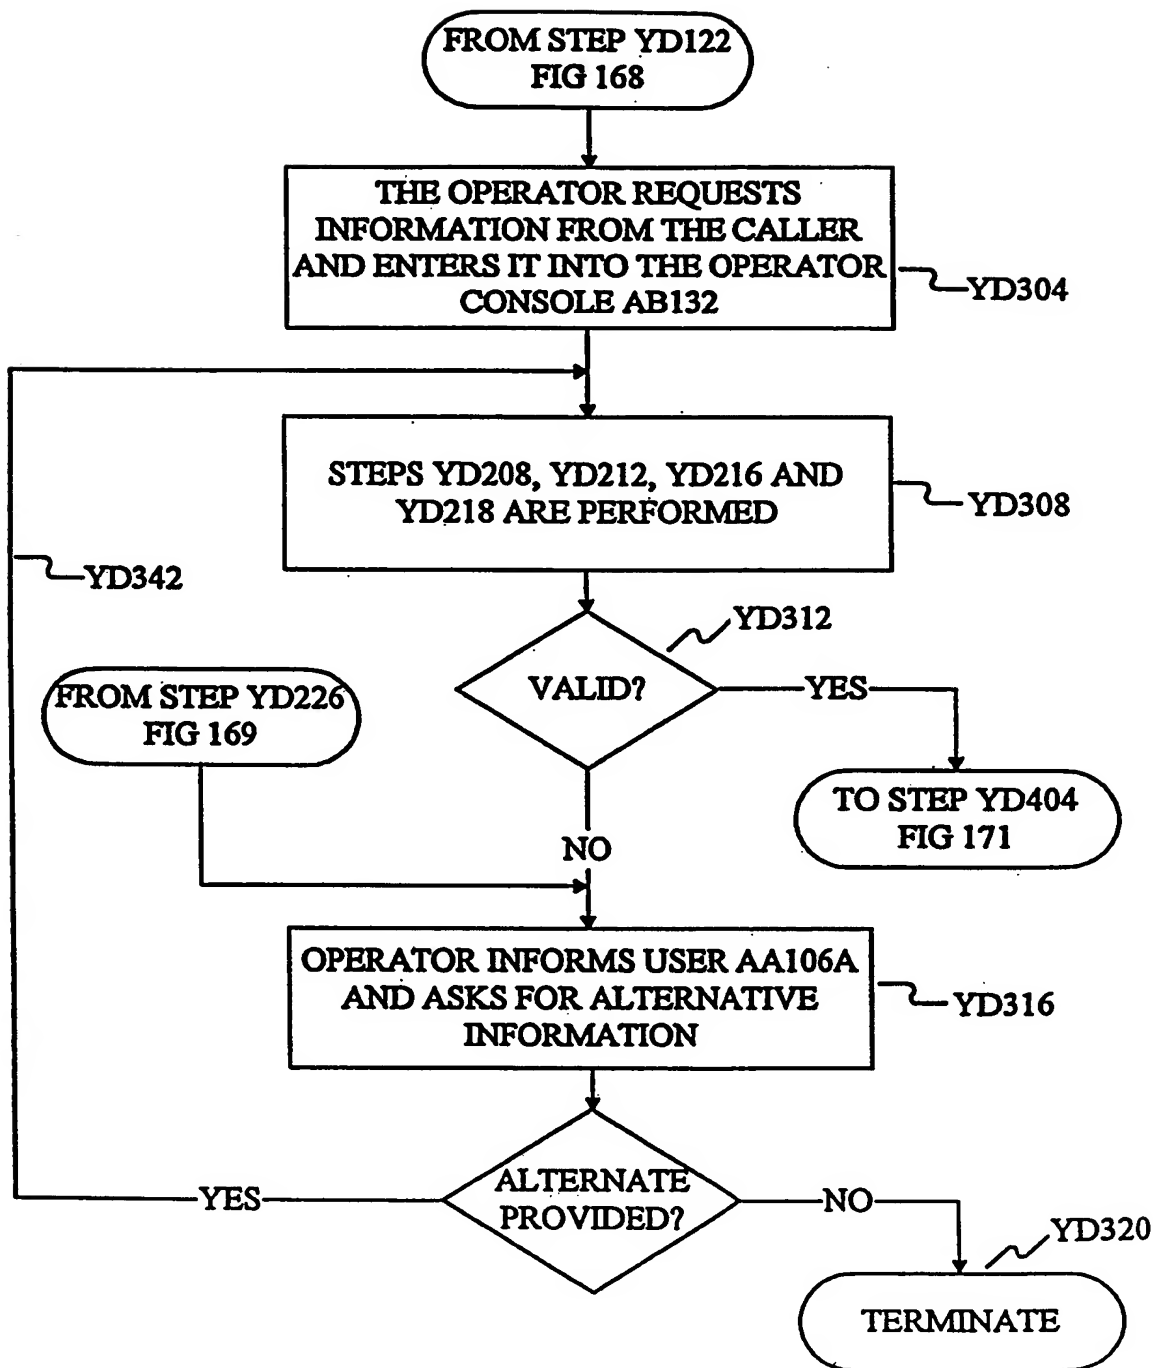 FROM STEP YD122
FIG 168
THE OPERATOR REQUESTS
INFORMATION FROM THE CALLER
AND ENTERS IT INTO THE OPERATOR
CONSOLE AB132
YD304
STEPS YD208, YD212, YD216 AND
YD218 ARE PERFORMED
YD308
YD342
YD312
VALID?
YES
FROM STEP YD226
FIG 169
TO STEP YD404
FIG 171
NO
OPERATOR INFORMS USER AA106A
AND ASKS FOR ALTERNATIVE
INFORMATION
YD316
ALTERNATE
PROVIDED?
YES
NO
YD320
TERMINATE